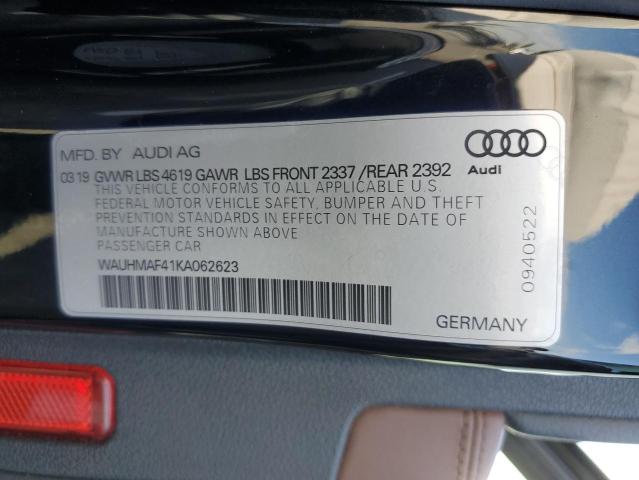 MFD. BY AUDI AG
Audi
03 19 GVWR LBS 4619 GAWR LBS FRONT 2337 /REAR 2392
THIS VEHICLE CONFORMS TO ALL APPLICABLE U.S.
FEDERAL MOTOR VEHICLE SAFETY, BUMPER AND THEFT
PREVENTION STANDARDS IN EFFECT ON THE DATE OF
MANUFACTURE SHOWN ABOVE
PASSENGER CAR
WAUHMAF41KA062623
0940522
GERMANY